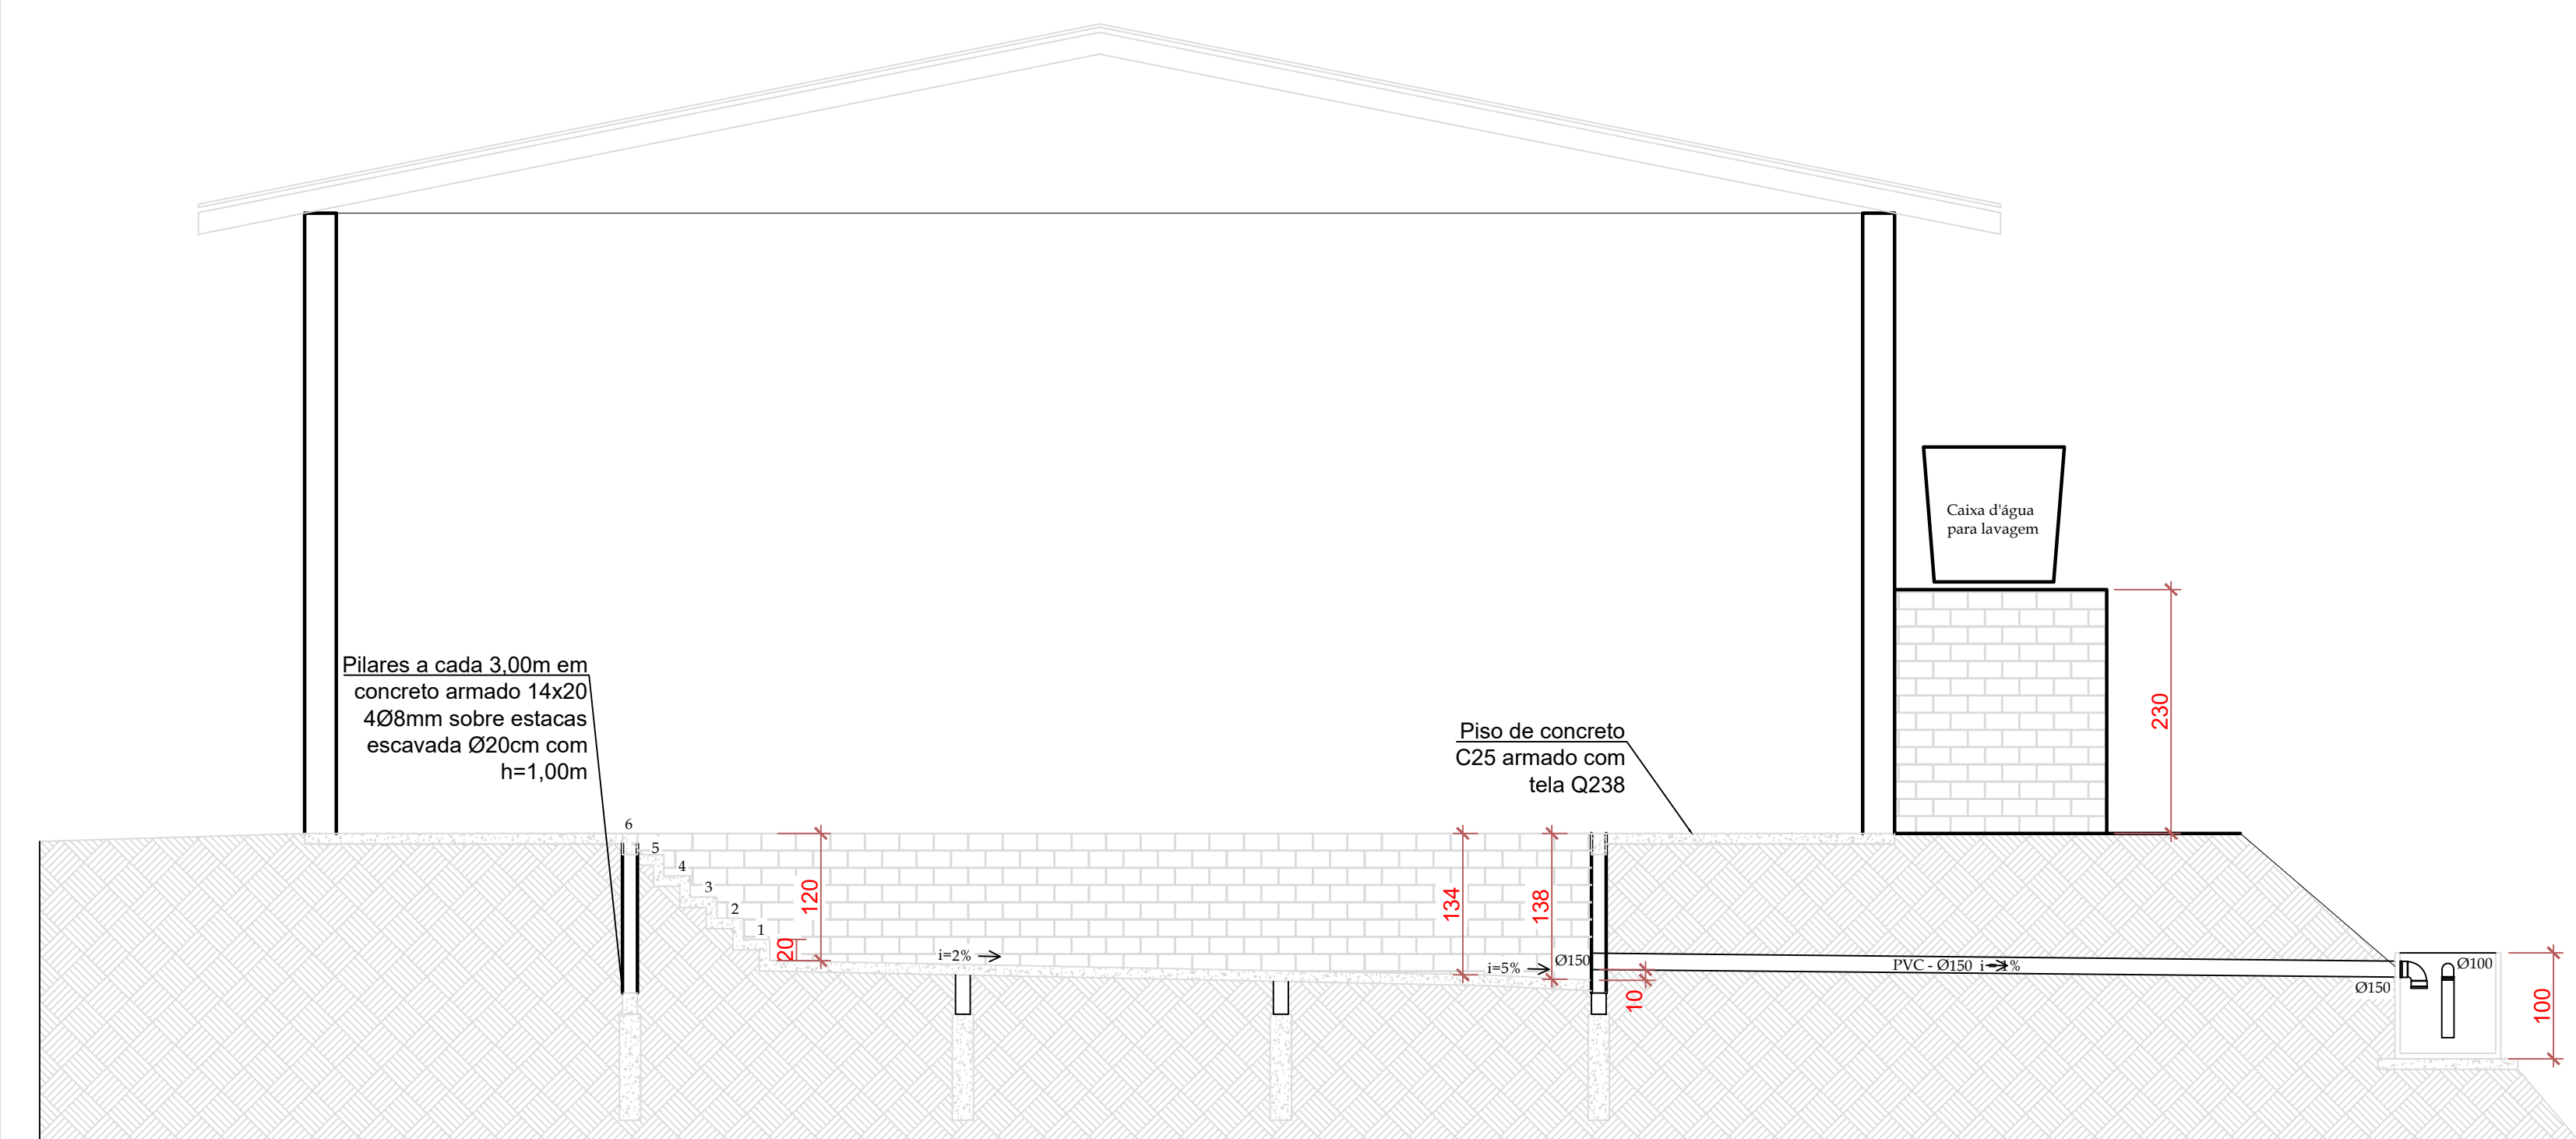 Caixa d'água
para lavagem
Pilares a cada 3,00m em
concreto armado 14x20
4Ø8mm sobre estacas
escavada Ø20cm com
h=1,00m
Piso de concreto
C25 armado com
tela Q238
230
6
5
4
3
2
1
120
20
134
138
i=2%
i=5%
Ø150
PVC - Ø150 i=1%
10
Ø150
Ø100
100